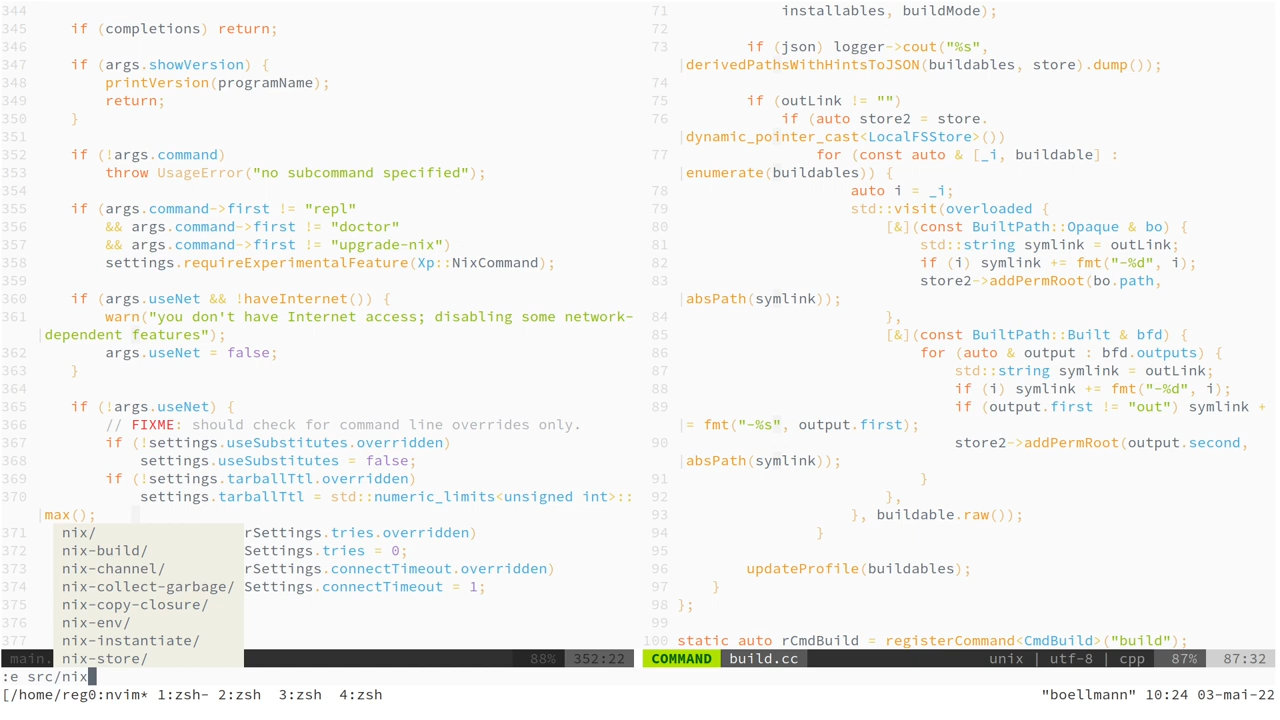 344
345     if (completions) return;
346
347     if (args.showVersion) {
348         printVersion(programName);
349         return;
350     }
351
352     if (!args.command)
353         throw UsageError("no subcommand specified");
354
355     if (args.command->first != "repl"
356         && args.command->first != "doctor"
357         && args.command->first != "upgrade-nix")
358         settings.requireExperimentalFeature(Xp::NixCommand);
359
360     if (args.useNet && !haveInternet()) {
361         warn("you don't have Internet access; disabling some network-
|dependent features");
362         args.useNet = false;
363     }
364
365     if (!args.useNet) {
366         // FIXME: should check for command line overrides only.
367         if (!settings.useSubstitutes.overridden)
368             settings.useSubstitutes = false;
369         if (!settings.tarballTtl.overridden)
370             settings.tarballTtl = std::numeric_limits<unsigned int>::
|max();
371 nix/ rSettings.tries.overridden)
372 nix-build/ Settings.tries = 0;
373 nix-channel/ rSettings.connectTimeout.overridden)
374 nix-collect-garbage/ Settings.connectTimeout = 1;
375 nix-copy-closure/
376 nix-env/
377 nix-instantiate/
main. nix-store/ 88% 352:22
71             installables, buildMode);
72
73         if (json) logger->cout("%s",
|derivedPathsWithHintsToJSON(buildables, store).dump());
74
75         if (outLink != "")
76             if (auto store2 = store.
|dynamic_pointer_cast<LocalFSStore>())
77                 for (const auto & [_i, buildable] :
|enumerate(buildables)) {
78                     auto i = _i;
79                     std::visit(overloaded {
80                         [&](const BuiltPath::Opaque & bo) {
81                             std::string symlink = outLink;
82                             if (i) symlink += fmt("-%d", i);
83                             store2->addPermRoot(bo.path,
|absPath(symlink));
84                         },
85                         [&](const BuiltPath::Built & bfd) {
86                             for (auto & output : bfd.outputs) {
87                                 std::string symlink = outLink;
88                                 if (i) symlink += fmt("-%d", i);
89                                 if (output.first != "out") symlink +
|= fmt("-%s", output.first);
90                                 store2->addPermRoot(output.second,
|absPath(symlink));
91                             }
92                         },
93                     }, buildable.raw());
94                 }
95
96         updateProfile(buildables);
97     }
98 };
99
100 static auto rCmdBuild = registerCommand<CmdBuild>("build");
COMMAND build.cc unix | utf-8 | cpp 87% 87:32
:e src/nix
[/home/reg0:nvim* 1:zsh- 2:zsh  3:zsh  4:zsh "boellmann" 10:24 03-mai-22